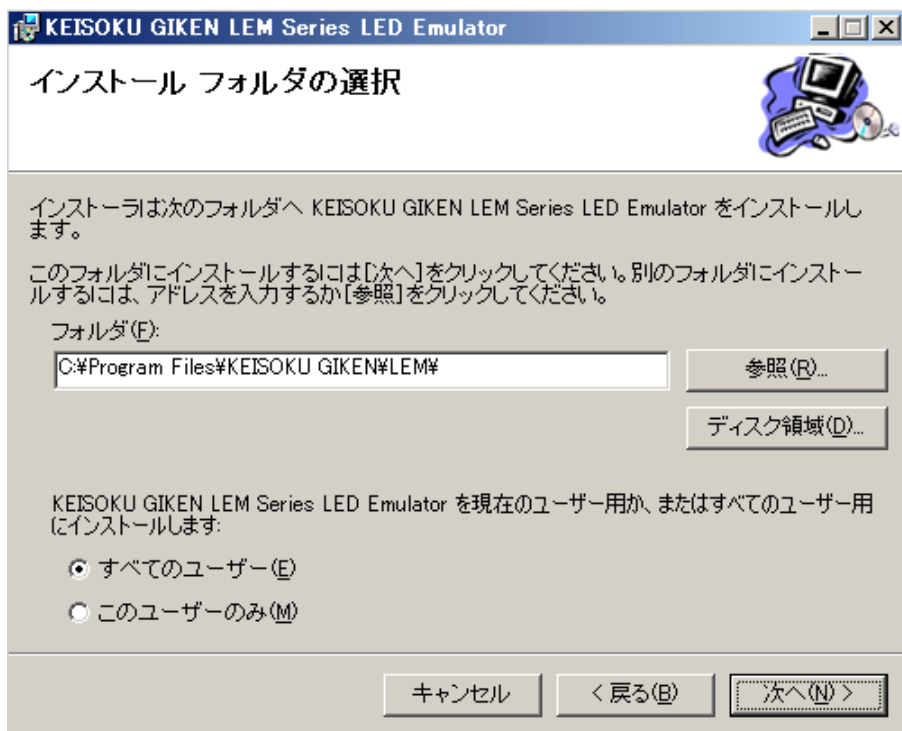 KEISOKU GIKEN LEM Series LED Emulator
インストール フォルダの選択
インストーラは次のフォルダへ KEISOKU GIKEN LEM Series LED Emulator をインストールし
ます。
このフォルダにインストールするには[次へ]をクリックしてください。別のフォルダにインストー
ルするには、アドレスを入力するか[参照]をクリックしてください。
フォルダ(F):
C:¥Program Files¥KEISOKU GIKEN¥LEM¥
参照(R)...
ディスク領域(D)...
KEISOKU GIKEN LEM Series LED Emulator を現在のユーザー用か、またはすべてのユーザー用
にインストールします:
すべてのユーザー(E)
このユーザーのみ(M)
キャンセル
< 戻る(B)
次へ(N) >